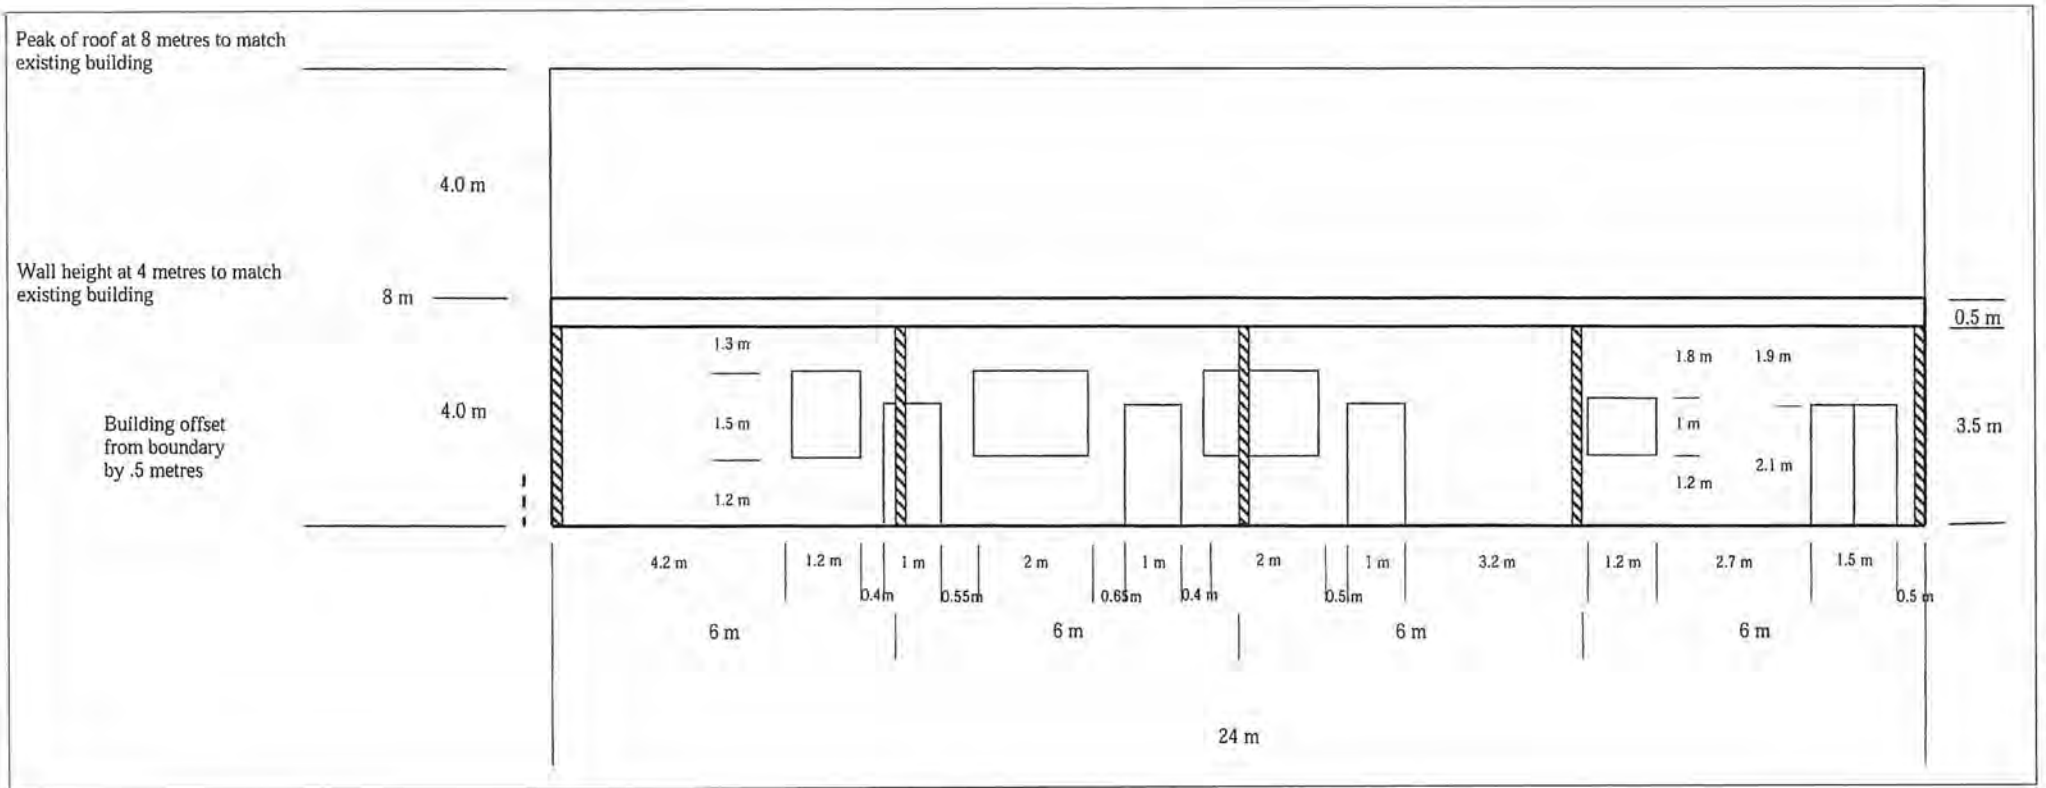 Peak of roof at 8 metres to match
existing building
4.0 m
Wall height at 4 metres to match
existing building
8 m
0.5 m
1.3 m
1.8 m
1.9 m
4.0 m
Building offset
from boundary
by .5 metres
1.5 m
1 m
3.5 m
2.1 m
1.2 m
1.2 m
4.2 m
1.2 m
1 m
2 m
1 m
2 m
1 m
3.2 m
1.2 m
2.7 m
1.5 m
0.4m
0.55m
0.65m
0.4 m
0.5m
0.5 m
6 m
6 m
6 m
6 m
24 m